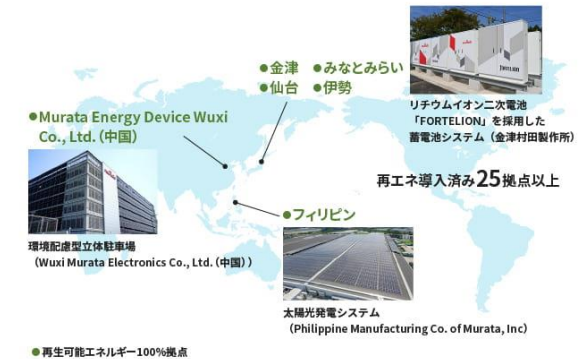 ●金津 ●みなとみらい
●仙台 ●伊勢
リチウムイオン二次電池
「FORTELION」を採用した
蓄電池システム（金津村田製作所）
●Murata Energy Device Wuxi
Co., Ltd.（中国）
再エネ導入済み25拠点以上
●フィリピン
環境配慮型立体駐車場
（Wuxi Murata Electronics Co., Ltd.（中国））
太陽光発電システム
（Philippine Manufacturing Co. of Murata, Inc）
●再生可能エネルギー100%拠点